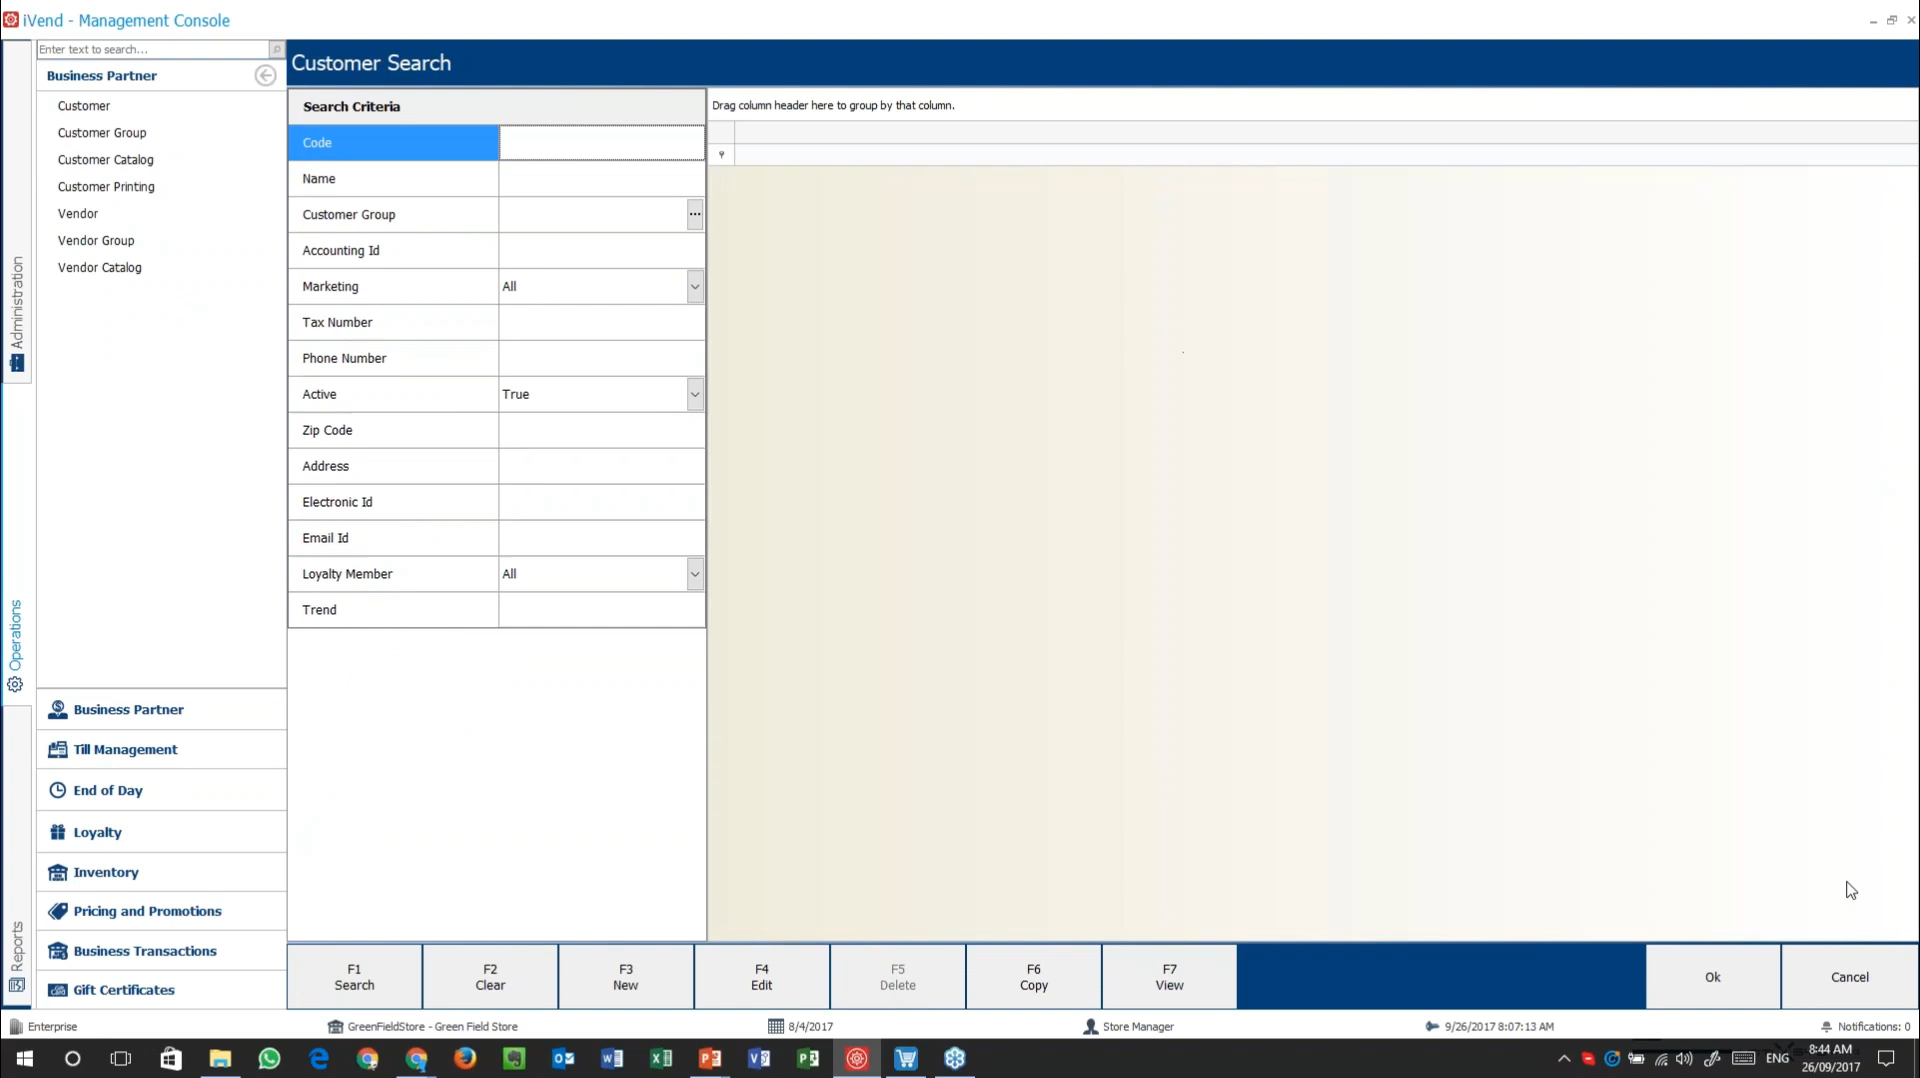 iVend - Management Console
Enter text to search...
Business Partner
Customer
Customer Group
Customer Catalog
Customer Printing
Vendor
Vendor Group
Vendor Catalog
Administration
Operations
Reports
Business Partner
Till Management
End of Day
Loyalty
Inventory
Pricing and Promotions
Business Transactions
Gift Certificates
Customer Search
Search Criteria
Code
Name
Customer Group ...
Accounting Id
Marketing All
Tax Number
Phone Number
Active True
Zip Code
Address
Electronic Id
Email Id
Loyalty Member All
Trend
Drag column header here to group by that column.
F1 Search
F2 Clear
F3 New
F4 Edit
F5 Delete
F6 Copy
F7 View
Ok
Cancel
Enterprise
GreenFieldStore - Green Field Store
8/4/2017
Store Manager
9/26/2017 8:07:13 AM
Notifications: 0
ENG
8:44 AM
26/09/2017